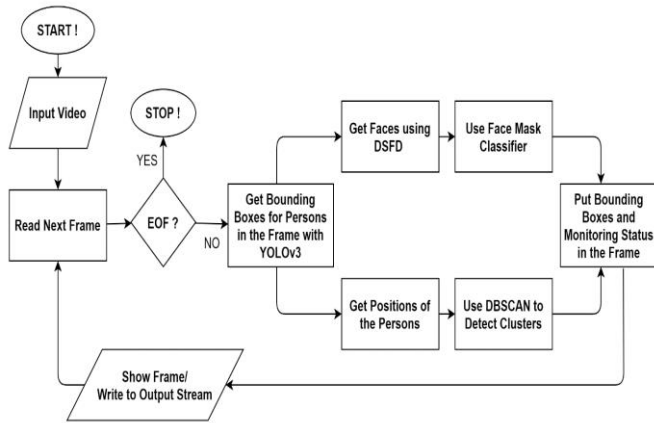 START !
Input Video
Read Next Frame
STOP !
YES
EOF ?
NO
Get Bounding
Boxes for Persons
in the Frame with
YOLOv3
Get Faces using
DSFD
Use Face Mask
Classifier
Get Positions of
the Persons
Use DBSCAN to
Detect Clusters
Put Bounding
Boxes and
Monitoring Status
in the Frame
Show Frame/
Write to Output Stream